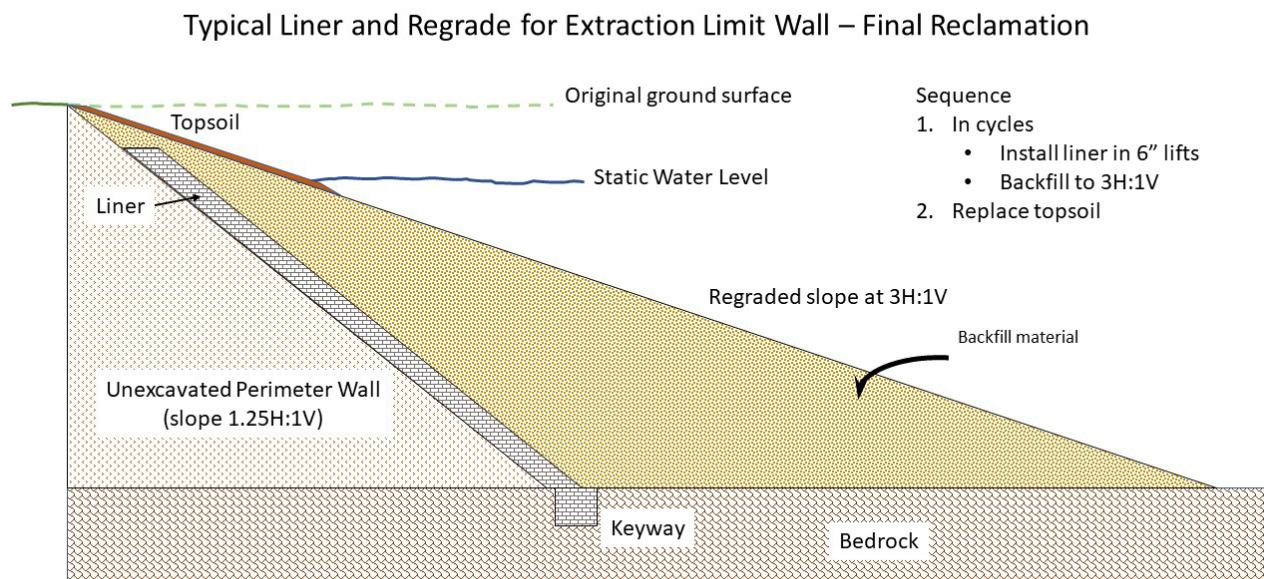 Typical Liner and Regrade for Extraction Limit Wall – Final Reclamation
Original ground surface
Topsoil
Static Water Level
Liner
Sequence
1. In cycles
• Install liner in 6” lifts
• Backfill to 3H:1V
2. Replace topsoil
Regraded slope at 3H:1V
Backfill material
Unexcavated Perimeter Wall
(slope 1.25H:1V)
Keyway
Bedrock